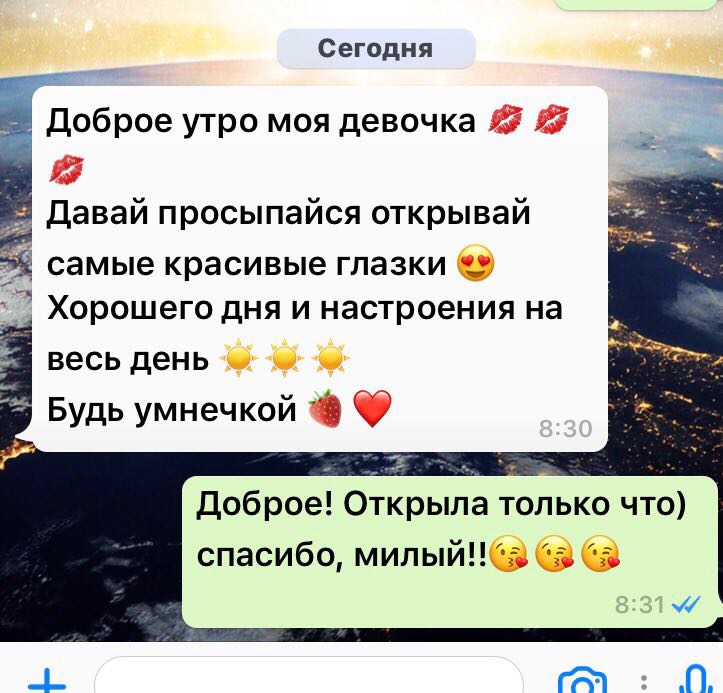 Сегодня
Доброе утро моя девочка 💋 💋
💋
Давай просыпайся открывай
самые красивые глазки 😍
Хорошего дня и настроения на
весь день ☀️ ☀️ ☀️
Будь умнечкой 🍓 ❤️
8:30
Доброе! Открыла только что)
спасибо, милый!!😘 😘 😘
8:31